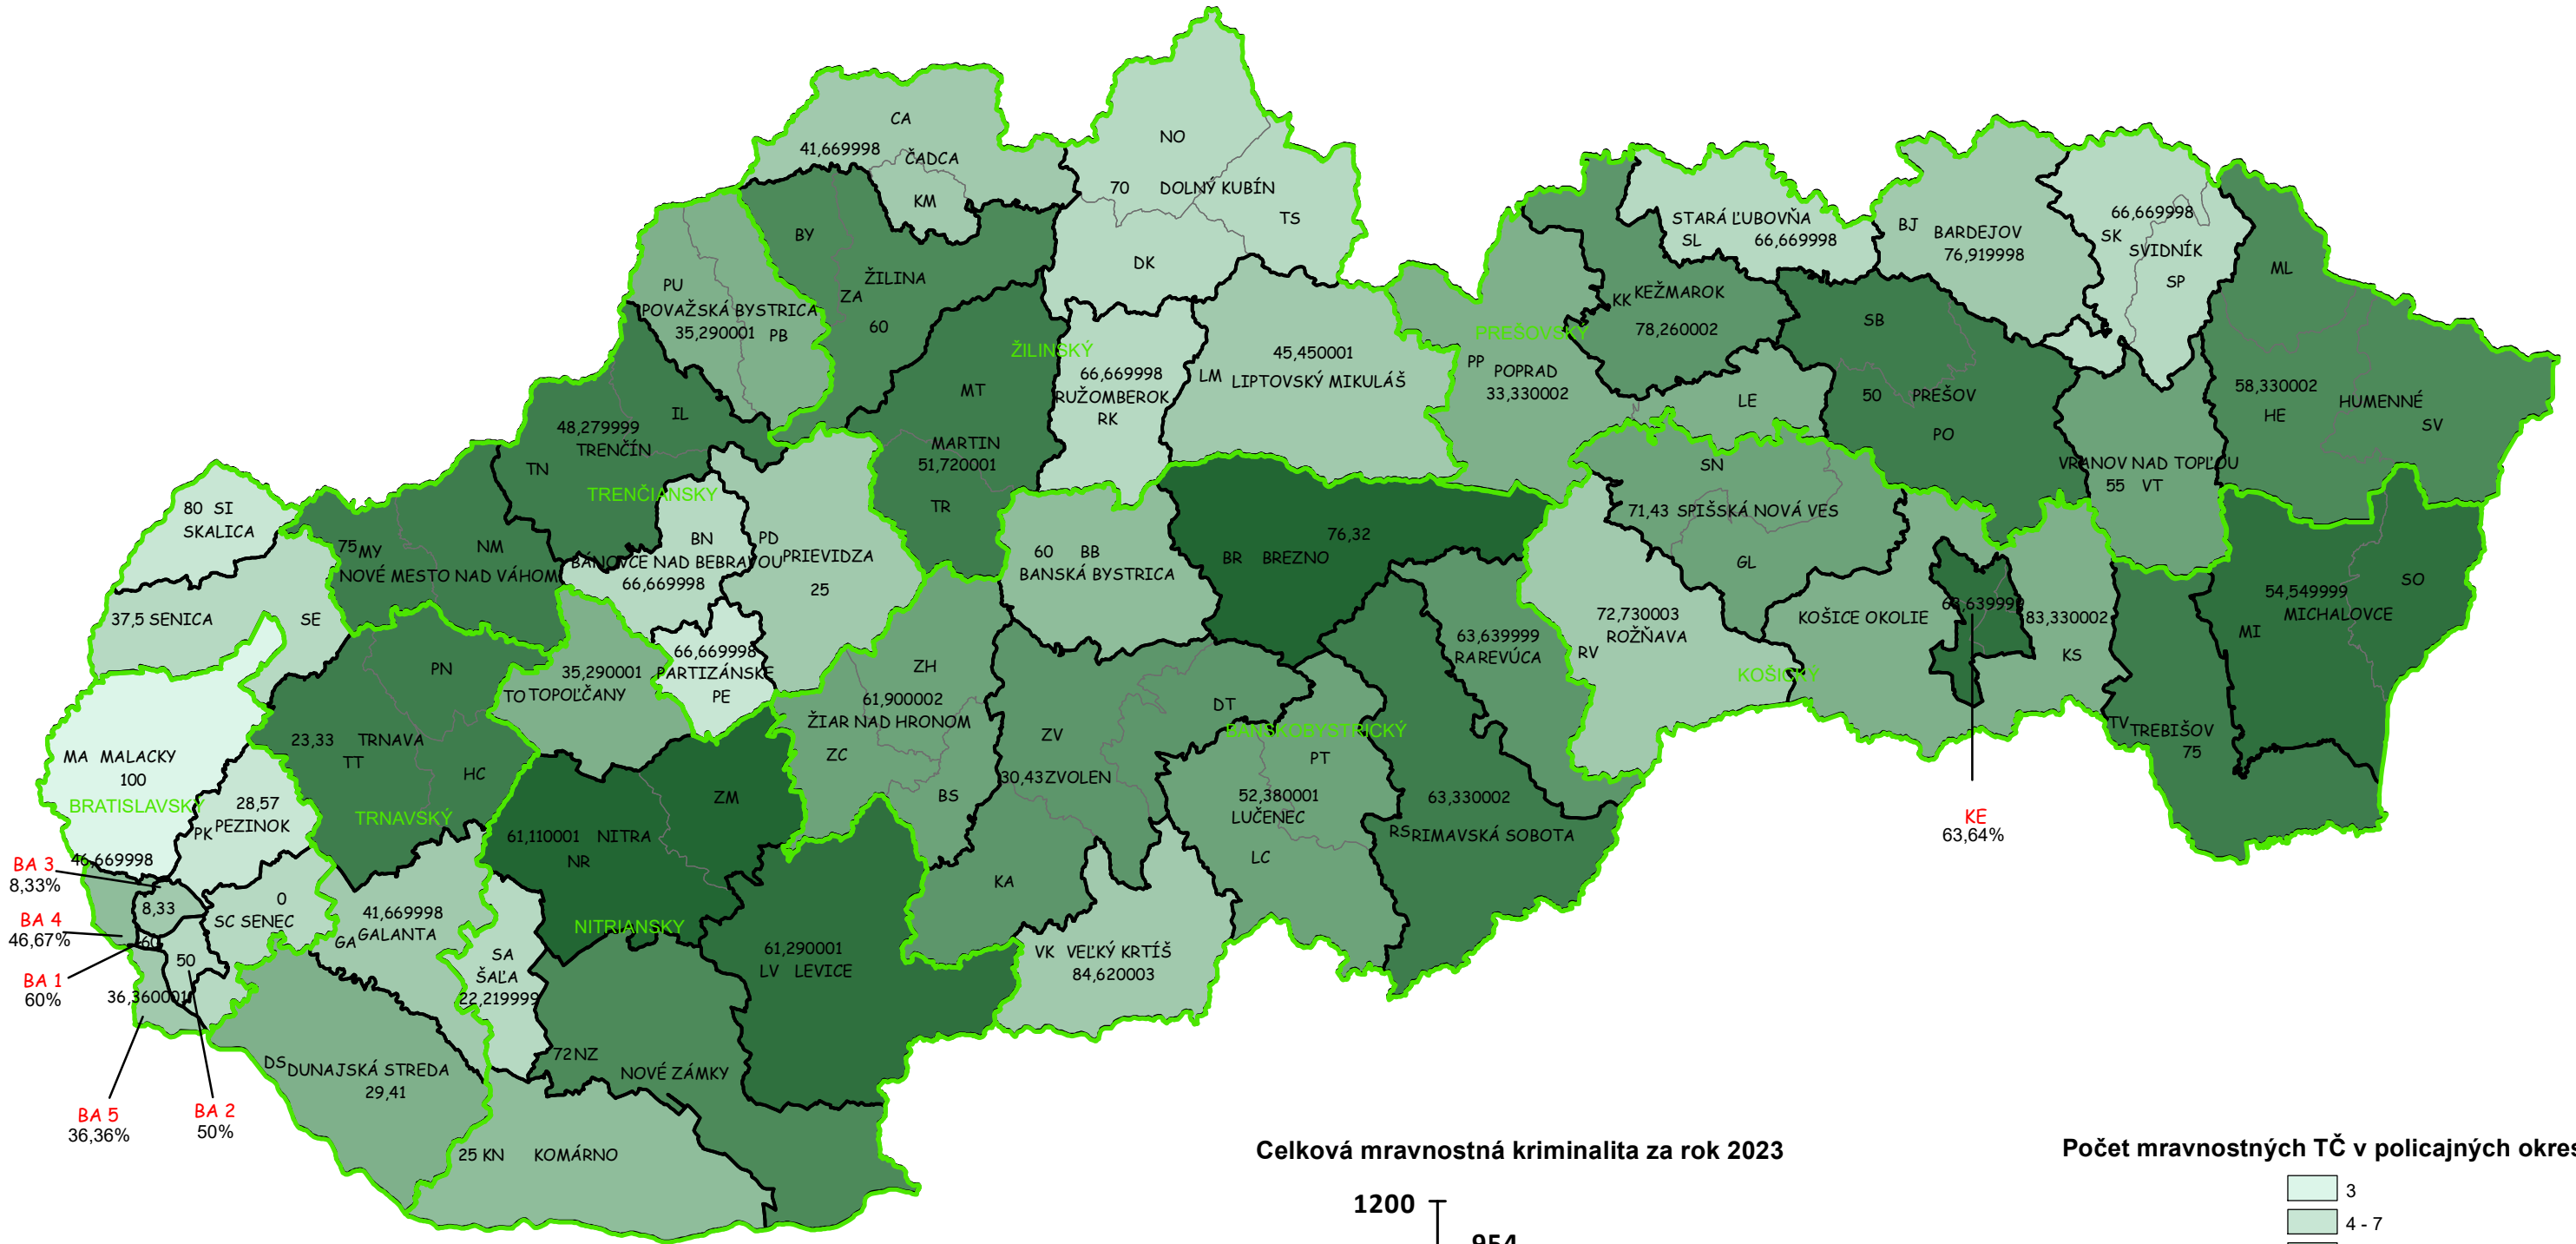 CA
41,669998
ČADCA
KM
NO
70 DOLNÝ KUBÍN
TS
DK
BY
ŽILINA
ZA
60
PU
POVAŽSKÁ BYSTRICA
35,290001 PB
ŽILINSKÝ
MT
MARTIN
51,720001
TR
66,669998
RUŽOMBEROK
RK
45,450001
LM LIPTOVSKÝ MIKULÁŠ
PREŠOVSKÝ
PP POPRAD
33,330002
KK KEŽMAROK
78,260002
LE
STARÁ ĽUBOVŇA
SL 66,669998
BJ BARDEJOV
76,919998
66,669998
SK
SVIDNÍK
SP
ML
58,330002
HUMENNÉ
HE
SV
SB
50 PREŠOV
PO
VRANOV NAD TOPĽOU
55 VT
IL
48,279999
TRENČÍN
TN
TRENČIANSKY
80 SI
SKALICA
37,5 SENICA
SE
75 MY
NM
NOVÉ MESTO NAD VÁHOM
BN
BÁNOVCE NAD BEBRAVOU
66,669998
PD
PRIEVIDZA
25
66,669998
PARTIZÁNSKE
PE
35,290001
TO TOPOĽČANY
60 BB
BANSKÁ BYSTRICA
76,32
BR BREZNO
SN
71,43 SPIŠSKÁ NOVÁ VES
GL
72,730003
ROŽŇAVA
RV
KOŠICE OKOLIE
83,330002
KS
KOŠICKÝ
KE
63,64%
54,549999
MICHALOVCE
MI
SO
TV TREBIŠOV
75
63,639999
RA REVÚCA
ZH
61,900002
ŽIAR NAD HRONOM
ZC
BS
DT
ZV
30,43 ZVOLEN
KA
BANSKOBYSTRICKÝ
PT
52,380001
LUČENEC
LC
63,330002
RS RIMAVSKÁ SOBOTA
VK VEĽKÝ KRTÍŠ
84,620003
PN
23,33 TRNAVA
TT
HC
TRNAVSKÝ
MA MALACKY
100
BRATISLAVSKÝ
28,57
PK PEZINOK
46,669998
BA 3
8,33%
8,33
BA 4
46,67%
60
BA 1
60%
50
36,360001
BA 5
36,36%
BA 2
50%
0
SC SENEC
41,669998
GA GALANTA
DS DUNAJSKÁ STREDA
29,41
SA
ŠAĽA
22,219999
61,110001 NITRA
NR
ZM
NITRIANSKY
61,290001
LV LEVICE
72 NZ
NOVÉ ZÁMKY
25 KN KOMÁRNO
Celková mravnostná kriminalita za rok 2023
1200
954
Počet mravnostných TČ v policajných okres
3
4 - 7